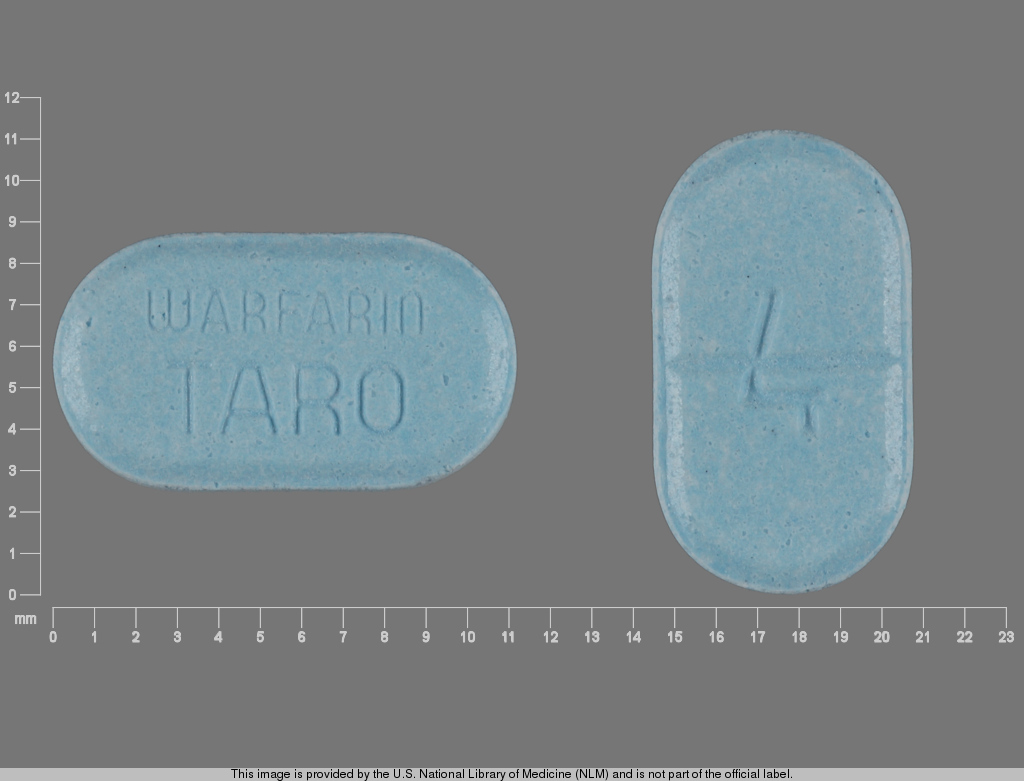 WARFARIN
TARO
4
12
11
10
9
8
7
6
5
4
3
2
1
0
mm
0 1 2 3 4 5 6 7 8 9 10 11 12 13 14 15 16 17 18 19 20 21 22 23
This image is provided by the U.S. National Library of Medicine (NLM) and is not part of the official label.